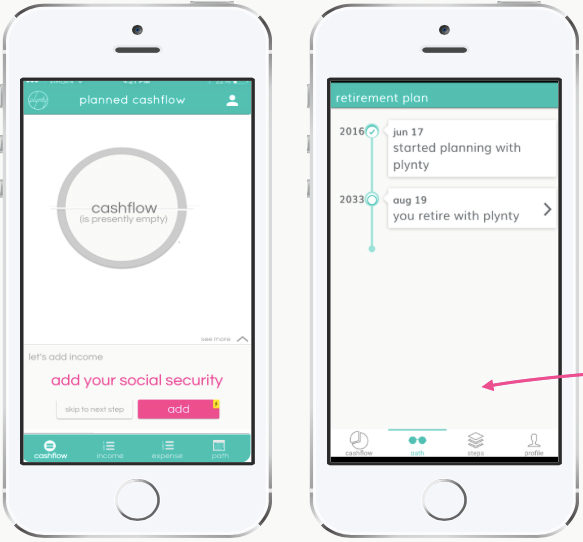 planned cashflow
cashflow
(is presently empty)
see more
let's add income
add your social security
skip to next step
add
cashflow
income
expense
path
retirement plan
2016
jun 17
started planning with
plynty
2033
aug 19
you retire with plynty
cashflow
path
steps
profile